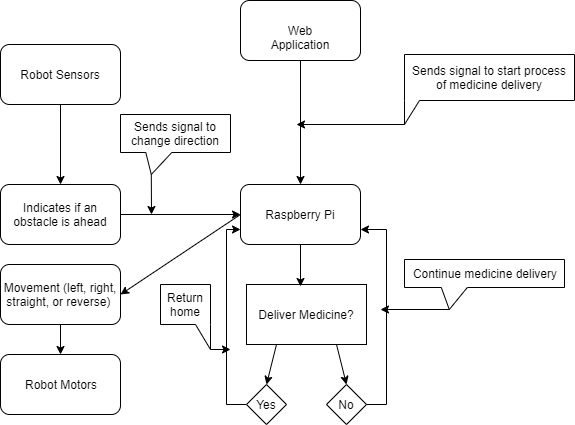 Web
Application
Robot Sensors
Sends signal to start process
of medicine delivery
Sends signal to
change direction
Indicates if an
obstacle is ahead
Raspberry Pi
Movement (left, right,
straight, or reverse)
Return
home
Deliver Medicine?
Continue medicine delivery
Robot Motors
Yes
No